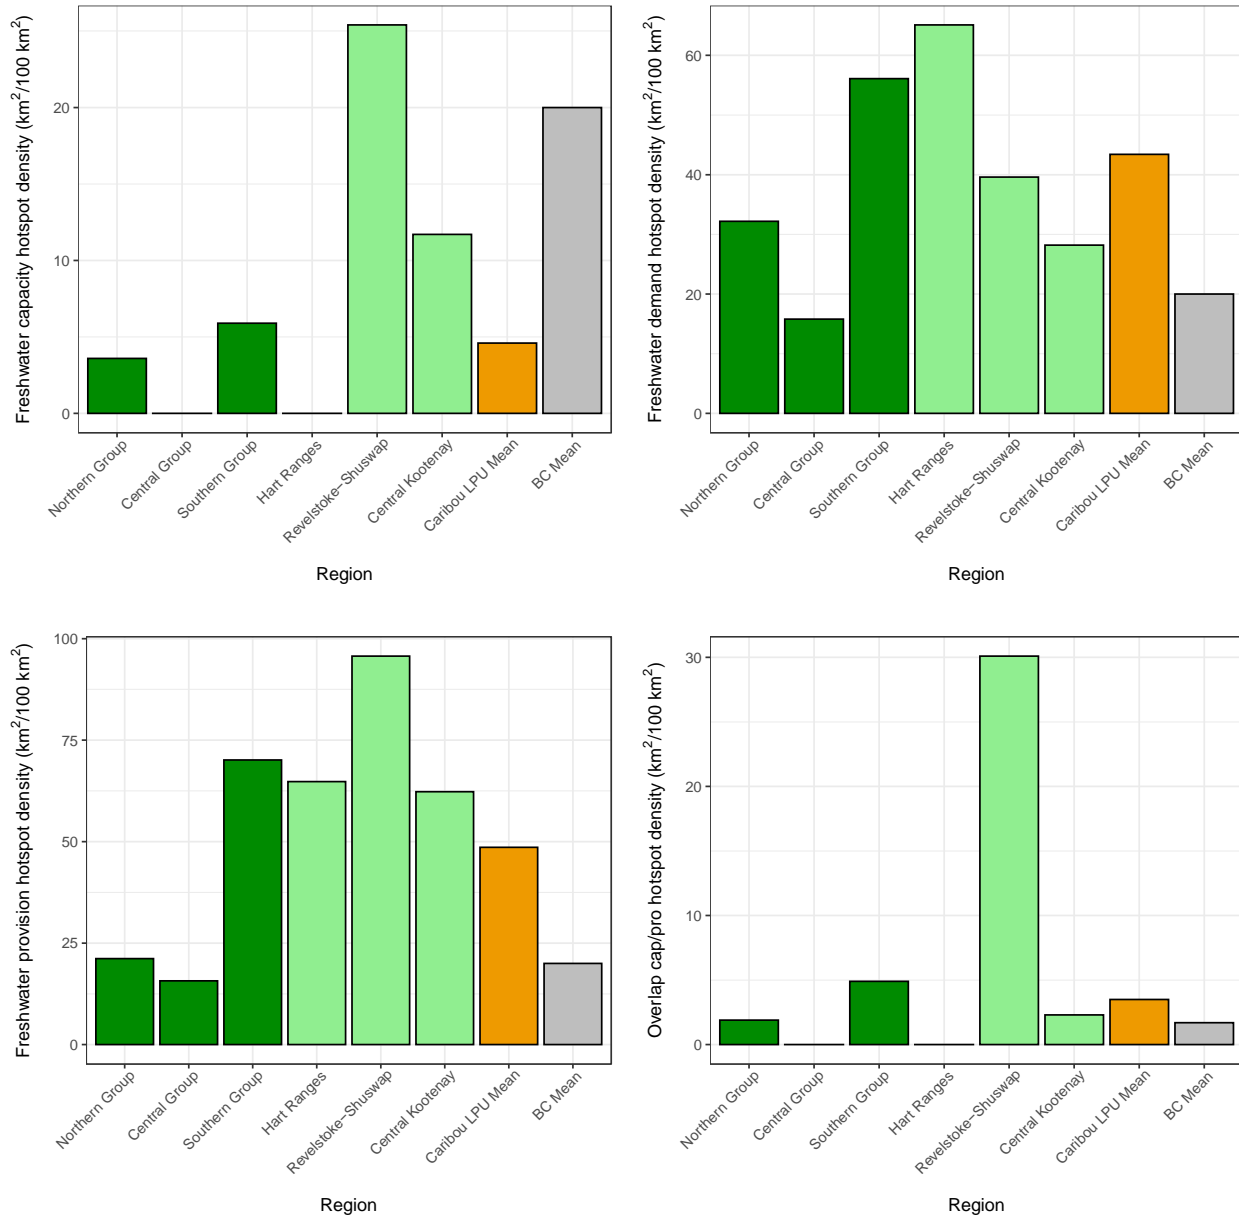 Freshwater capacity hotspot density (km²/100 km²)
20
10
0
Northern Group
Central Group
Southern Group
Hart Ranges
Revelstoke−Shuswap
Central Kootenay
Caribou LPU Mean
BC Mean
Region
Freshwater demand hotspot density (km²/100 km²)
60
40
20
0
Northern Group
Central Group
Southern Group
Hart Ranges
Revelstoke−Shuswap
Central Kootenay
Caribou LPU Mean
BC Mean
Region
Freshwater provision hotspot density (km²/100 km²)
100
75
50
25
0
Northern Group
Central Group
Southern Group
Hart Ranges
Revelstoke−Shuswap
Central Kootenay
Caribou LPU Mean
BC Mean
Region
Overlap cap/pro hotspot density (km²/100 km²)
30
20
10
0
Northern Group
Central Group
Southern Group
Hart Ranges
Revelstoke−Shuswap
Central Kootenay
Caribou LPU Mean
BC Mean
Region